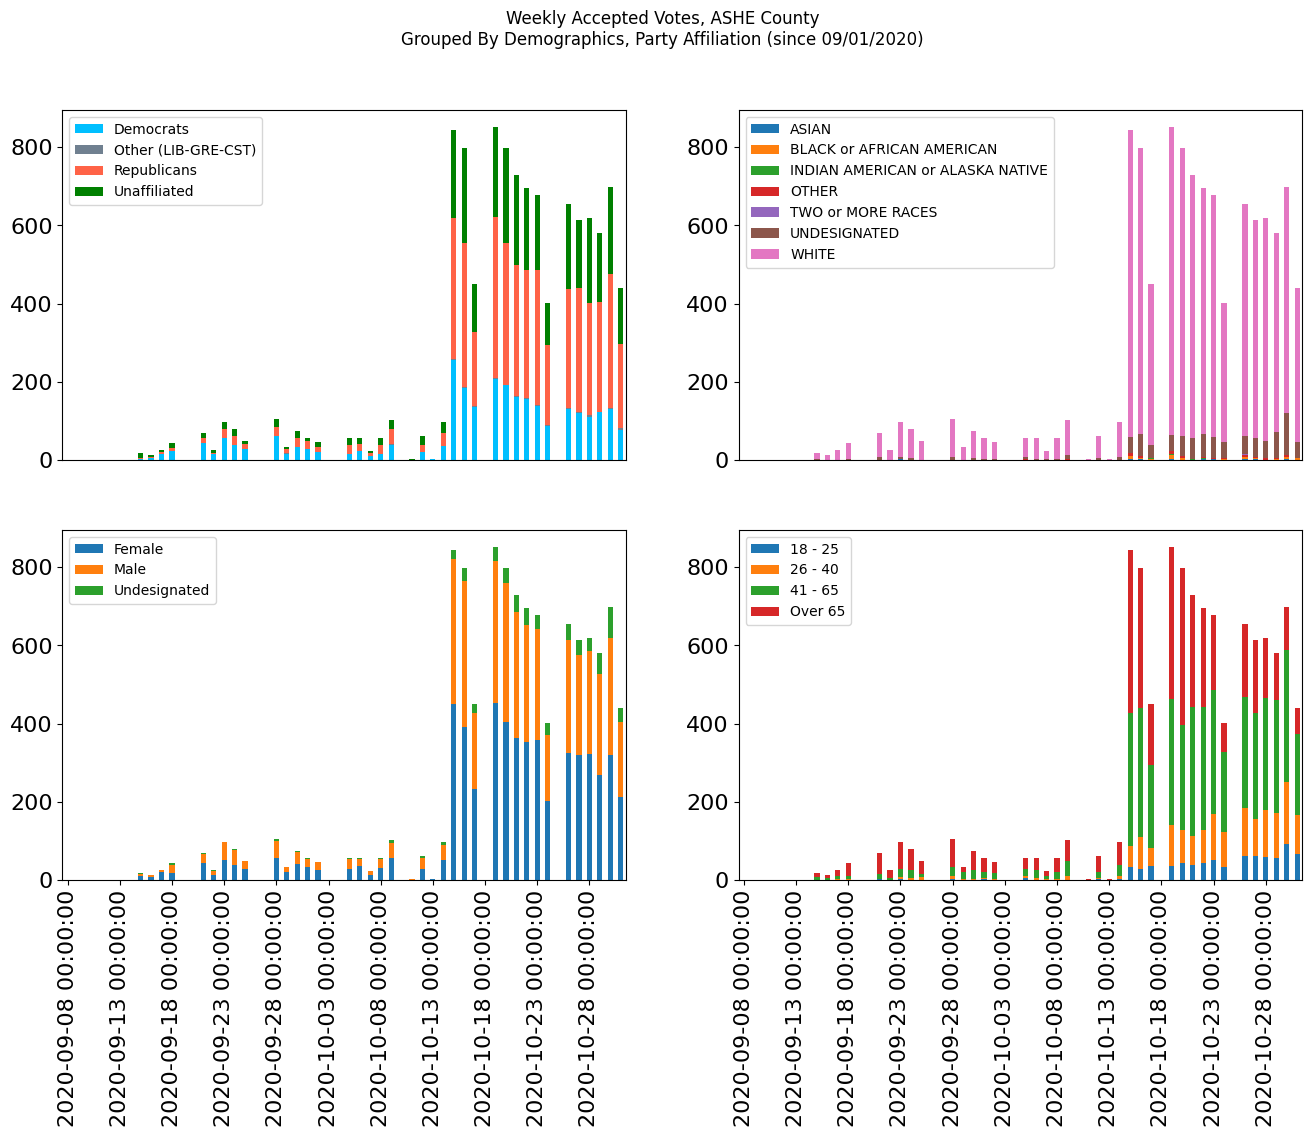 Weekly Accepted Votes, ASHE County
Grouped By Demographics, Party Affiliation (since 09/01/2020)
Democrats
Other (LIB-GRE-CST)
Republicans
Unaffiliated
800
600
400
200
0
ASIAN
BLACK or AFRICAN AMERICAN
INDIAN AMERICAN or ALASKA NATIVE
OTHER
TWO or MORE RACES
UNDESIGNATED
WHITE
800
600
400
200
0
Female
Male
Undesignated
800
600
400
200
0
2020-09-08 00:00:00
2020-09-13 00:00:00
2020-09-18 00:00:00
2020-09-23 00:00:00
2020-09-28 00:00:00
2020-10-03 00:00:00
2020-10-08 00:00:00
2020-10-13 00:00:00
2020-10-18 00:00:00
2020-10-23 00:00:00
2020-10-28 00:00:00
18 - 25
26 - 40
41 - 65
Over 65
800
600
400
200
0
2020-09-08 00:00:00
2020-09-13 00:00:00
2020-09-18 00:00:00
2020-09-23 00:00:00
2020-09-28 00:00:00
2020-10-03 00:00:00
2020-10-08 00:00:00
2020-10-13 00:00:00
2020-10-18 00:00:00
2020-10-23 00:00:00
2020-10-28 00:00:00